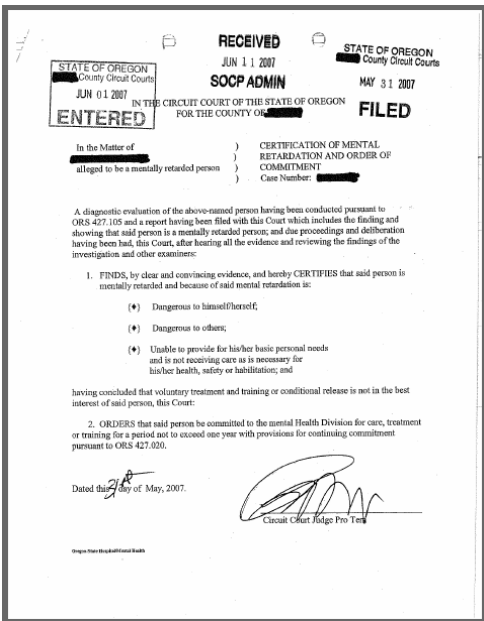 RECEIVED
JUN 11 2007
SOCP ADMIN
STATE OF OREGON
County Circuit Courts
JUN 01 2007
ENTERED
STATE OF OREGON
County Circuit Courts
MAY 31 2007
FILED
IN THE CIRCUIT COURT OF THE STATE OF OREGON
FOR THE COUNTY OF
In the Matter of
alleged to be a mentally retarded person
)
)
)
)
CERTIFICATION OF MENTAL
RETARDATION AND ORDER OF
COMMITMENT
Case Number:
A diagnostic evaluation of the above-named person having been conducted pursuant to
ORS 427.105 and a report having been filed with this Court which includes the finding and
showing that said person is a mentally retarded person; and due proceedings and deliberation
having been had, this Court, after hearing all the evidence and reviewing the findings of the
investigation and other examiners:
1. FINDS, by clear and convincing evidence, and hereby CERTIFIES that said person is
mentally retarded and because of said mental retardation is:
(♦) Dangerous to himself/herself;
(♦) Dangerous to others;
(♦) Unable to provide for his/her basic personal needs
and is not receiving care as is necessary for
his/her health, safety or habilitation; and
having concluded that voluntary treatment and training or conditional release is not in the best
interest of said person, this Court:
2. ORDERS that said person be committed to the mental Health Division for care, treatment
or training for a period not to exceed one year with provisions for continuing commitment
pursuant to ORS 427.020.
Dated this 21st day of May, 2007.
Circuit Court Judge Pro Tem
Oregon State Hospital/Mental Health